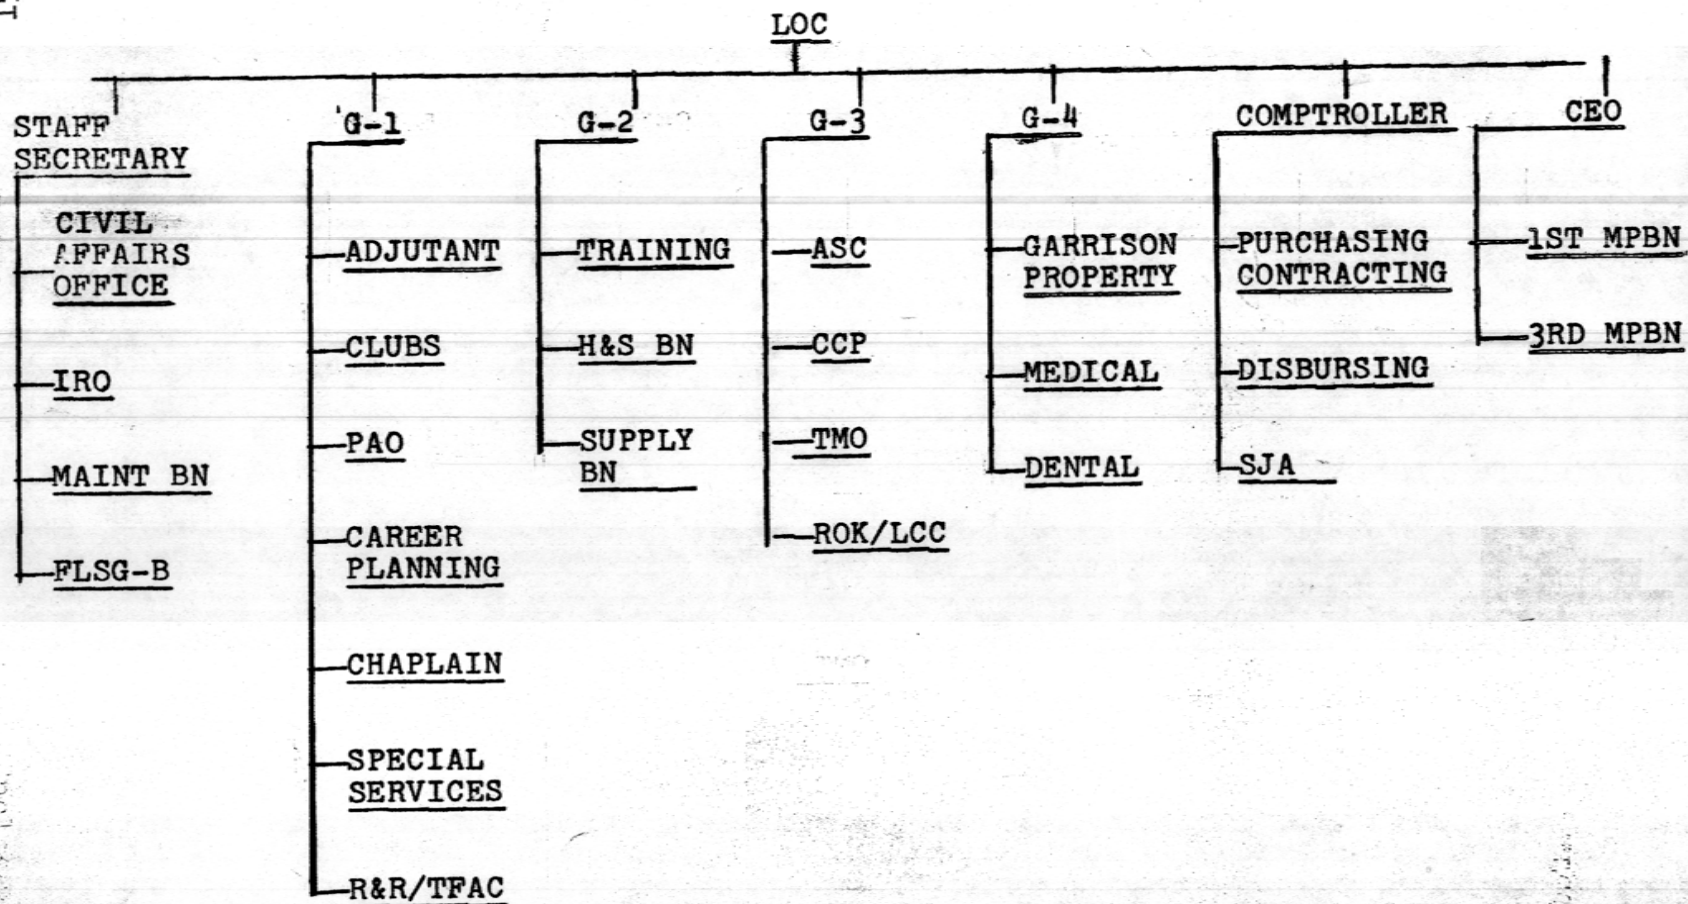 LOC
STAFF
SECRETARY
CIVIL
AFFAIRS
OFFICE
IRO
MAINT BN
FLSG-B
G-1
ADJUTANT
CLUBS
PAO
CAREER
PLANNING
CHAPLAIN
SPECIAL
SERVICES
R&R/TFAC
G-2
TRAINING
H&S BN
SUPPLY
BN
G-3
ASC
CCP
TMO
ROK/LCC
G-4
GARRISON
PROPERTY
MEDICAL
DENTAL
COMPTROLLER
PURCHASING
CONTRACTING
DISBURSING
SJA
CEO
1ST MPBN
3RD MPBN